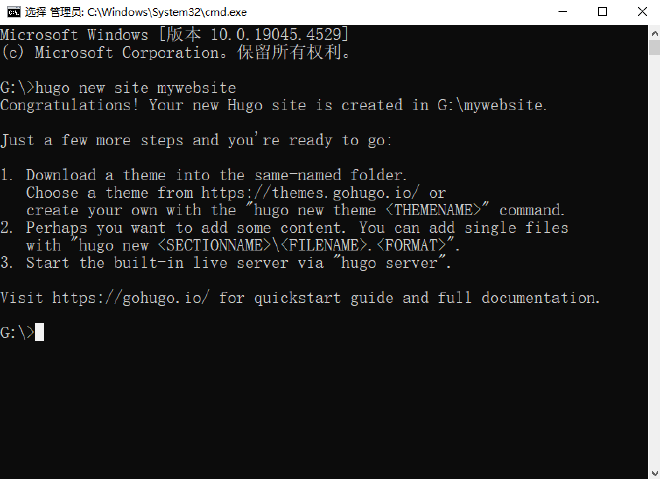 选择 管理员: C:\Windows\System32\cmd.exe
Microsoft Windows [版本 10.0.19045.4529]
(c) Microsoft Corporation。保留所有权利。
G:\>hugo new site mywebsite
Congratulations! Your new Hugo site is created in G:\mywebsite.
Just a few more steps and you're ready to go:
1. Download a theme into the same-named folder.
Choose a theme from https://themes.gohugo.io/ or
create your own with the "hugo new theme <THEMENAME>" command.
2. Perhaps you want to add some content. You can add single files
with "hugo new <SECTIONNAME>\<FILENAME>.<FORMAT>".
3. Start the built-in live server via "hugo server".
Visit https://gohugo.io/ for quickstart guide and full documentation.
G:\>